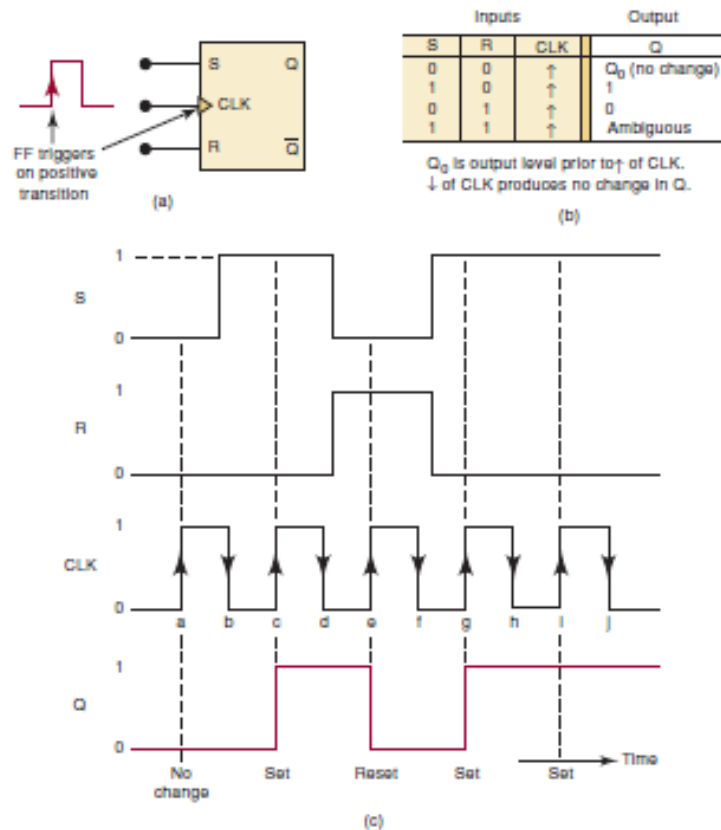 S Q
CLK
R Q̅
FF triggers
on positive
transition
(a)
Inputs Output
S R CLK Q
0 0 ↑ Q₀ (no change)
1 0 ↑ 1
0 1 ↑ 0
1 1 ↑ Ambiguous
Q₀ is output level prior to ↑ of CLK.
↓ of CLK produces no change in Q.
(b)
1
S
0
1
R
0
1
CLK
0
a b c d e f g h i j
1
Q
0
Time
No Set Reset Set Set
change
(c)